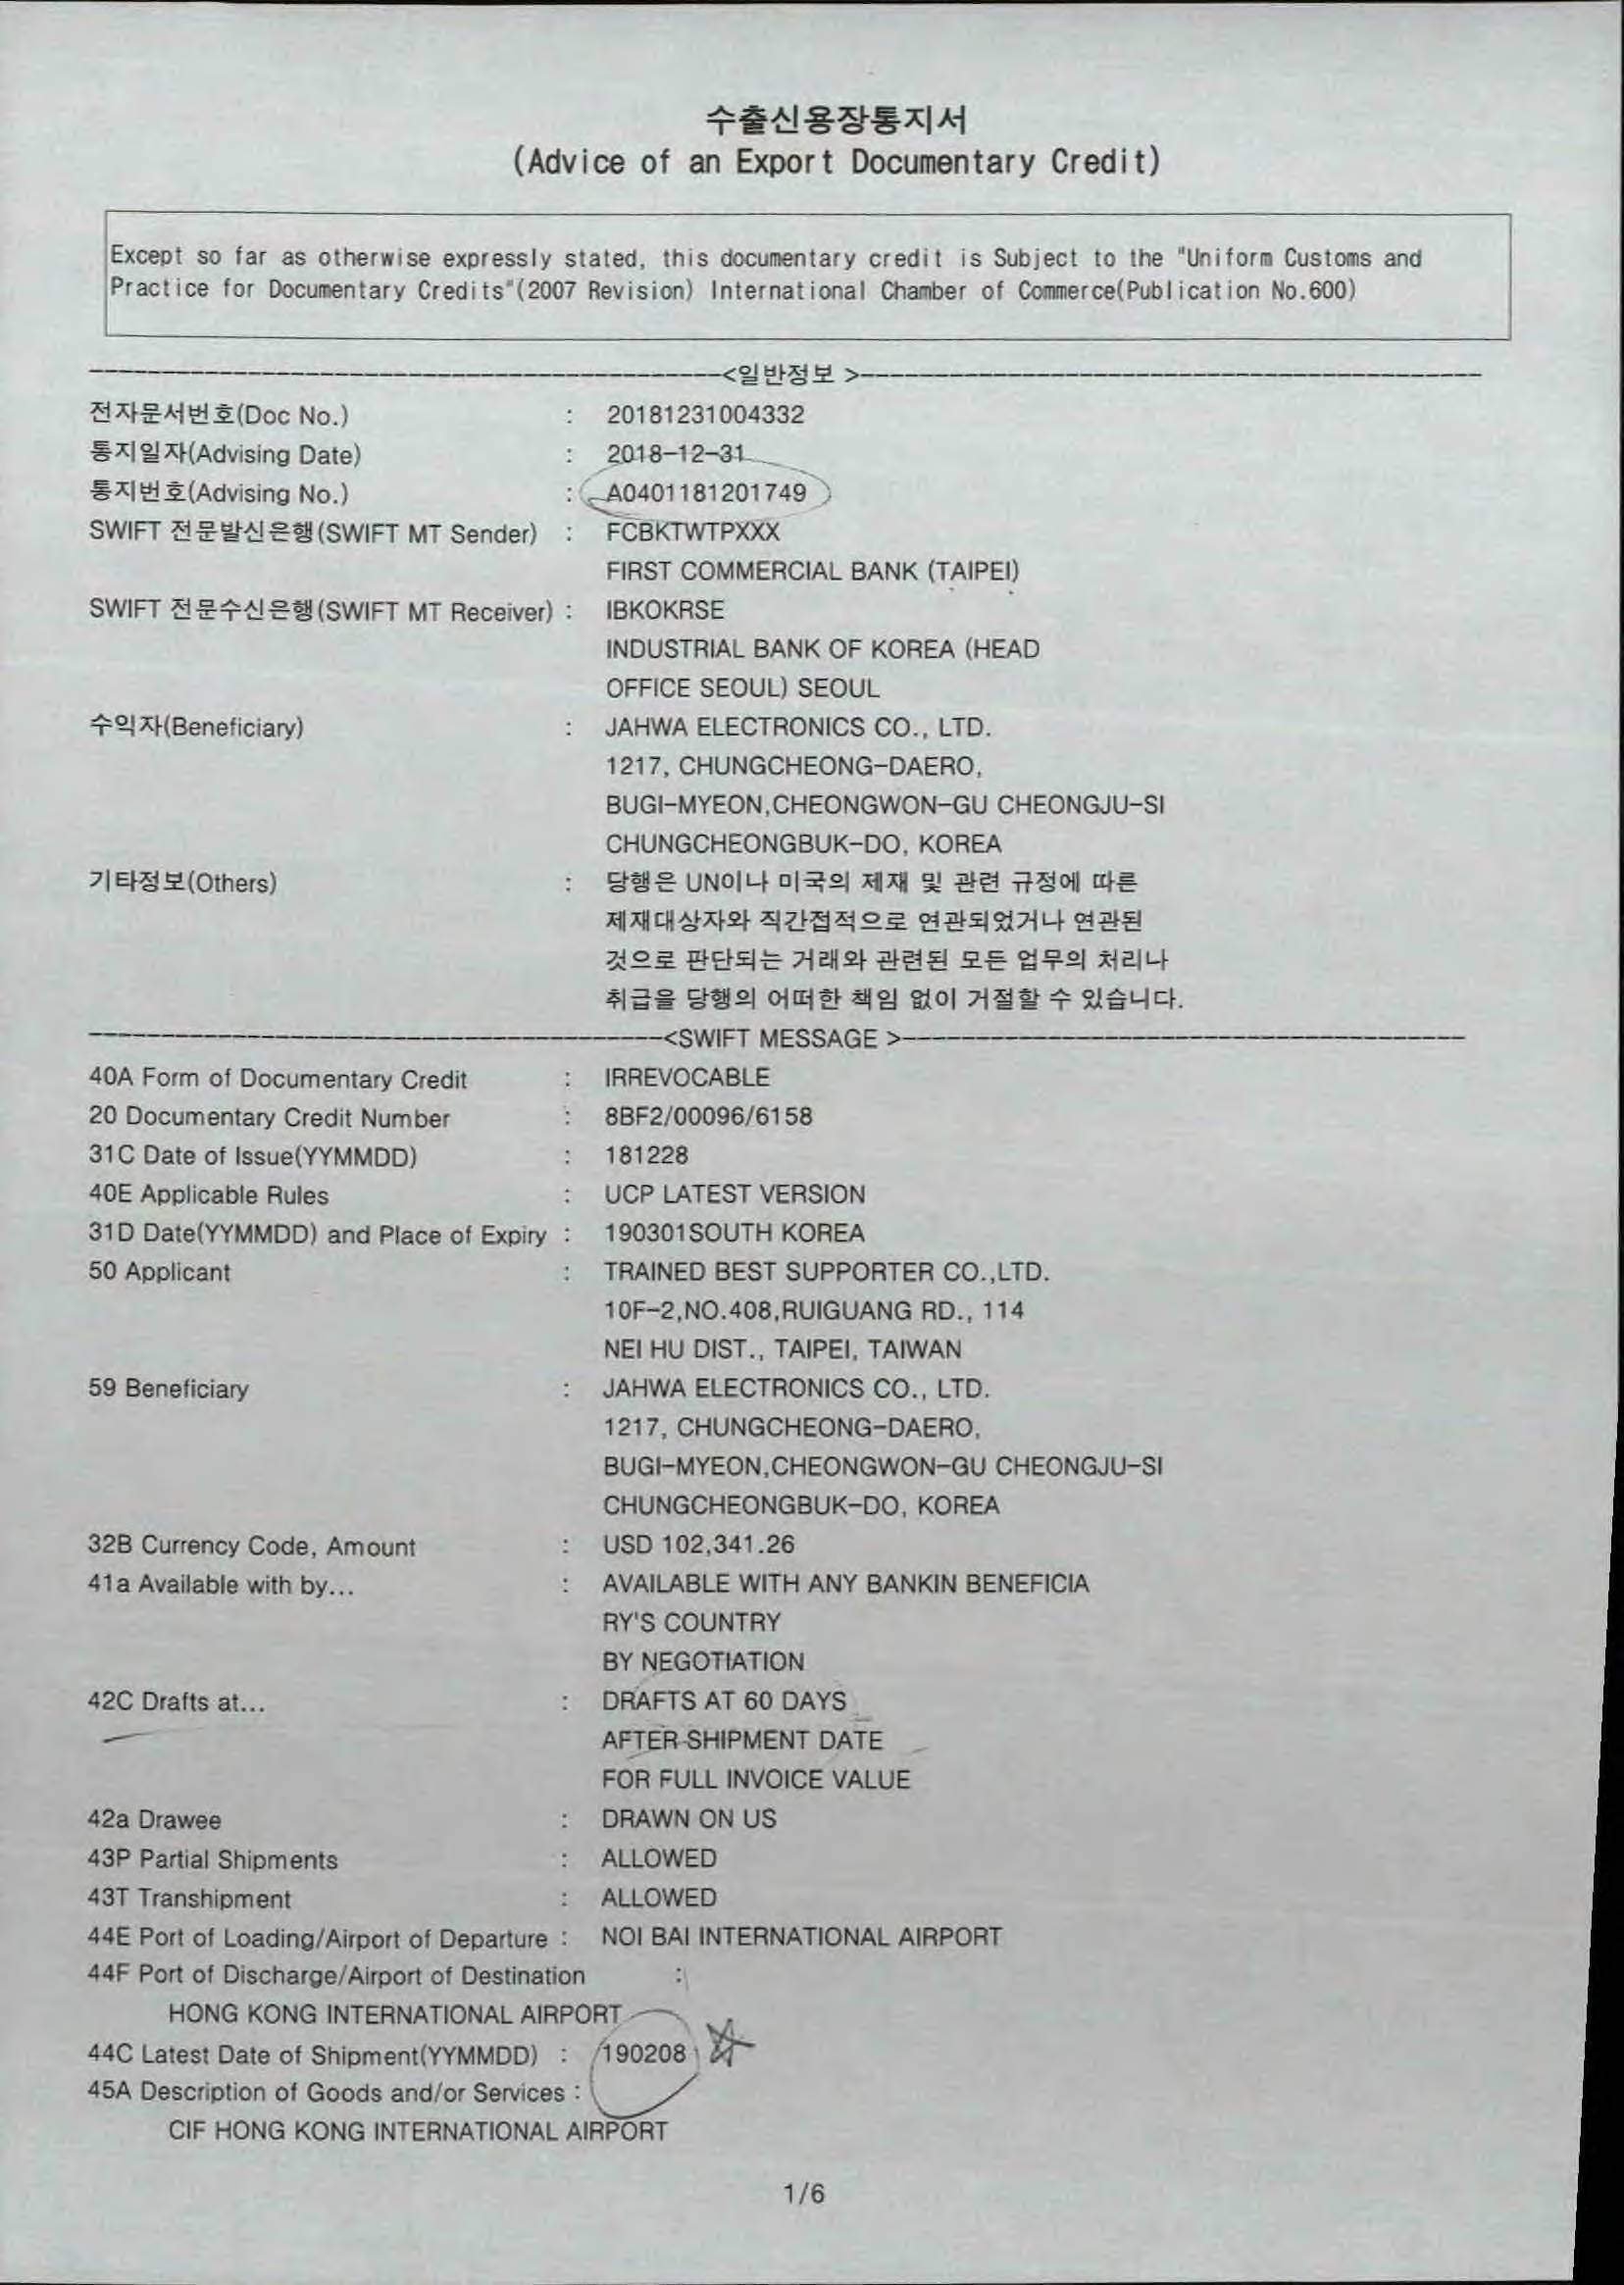 수출신용장통지서
(Advice of an Export Documentary Credit)
Except so far as otherwise expressly stated, this documentary credit is Subject to the "Uniform Customs and
Practice for Documentary Credits"(2007 Revision) International Chamber of Commerce(Publication No.600)
<일반정보 >
전자문서번호(Doc No.) : 20181231004332
통지일자(Advising Date) : 2018-12-31
통지번호(Advising No.) : A0401181201749
SWIFT 전문발신은행(SWIFT MT Sender) : FCBKTWTPXXX
FIRST COMMERCIAL BANK (TAIPEI)
SWIFT 전문수신은행(SWIFT MT Receiver) : IBKOKRSE
INDUSTRIAL BANK OF KOREA (HEAD
OFFICE SEOUL) SEOUL
수익자(Beneficiary) : JAHWA ELECTRONICS CO., LTD.
1217, CHUNGCHEONG-DAERO,
BUGI-MYEON,CHEONGWON-GU CHEONGJU-SI
CHUNGCHEONGBUK-DO, KOREA
기타정보(Others) : 당행은 UN이나 미국의 제재 및 관련 규정에 따른
제재대상자와 직간접적으로 연관되었거나 연관된
것으로 판단되는 거래와 관련된 모든 업무의 처리나
취급을 당행의 어떠한 책임 없이 거절할 수 있습니다.
<SWIFT MESSAGE >
40A Form of Documentary Credit : IRREVOCABLE
20 Documentary Credit Number : 8BF2/00096/6158
31C Date of Issue(YYMMDD) : 181228
40E Applicable Rules : UCP LATEST VERSION
31D Date(YYMMDD) and Place of Expiry : 190301SOUTH KOREA
50 Applicant : TRAINED BEST SUPPORTER CO.,LTD.
10F-2,NO.408,RUIGUANG RD., 114
NEI HU DIST., TAIPEI, TAIWAN
59 Beneficiary : JAHWA ELECTRONICS CO., LTD.
1217, CHUNGCHEONG-DAERO,
BUGI-MYEON,CHEONGWON-GU CHEONGJU-SI
CHUNGCHEONGBUK-DO, KOREA
32B Currency Code, Amount : USD 102,341.26
41a Available with by... : AVAILABLE WITH ANY BANKIN BENEFICIA
RY'S COUNTRY
BY NEGOTIATION
42C Drafts at... : DRAFTS AT 60 DAYS
AFTER SHIPMENT DATE
FOR FULL INVOICE VALUE
42a Drawee : DRAWN ON US
43P Partial Shipments : ALLOWED
43T Transhipment : ALLOWED
44E Port of Loading/Airport of Departure : NOI BAI INTERNATIONAL AIRPORT
44F Port of Discharge/Airport of Destination :
HONG KONG INTERNATIONAL AIRPORT
44C Latest Date of Shipment(YYMMDD) : 190208
45A Description of Goods and/or Services :
CIF HONG KONG INTERNATIONAL AIRPORT
1/6